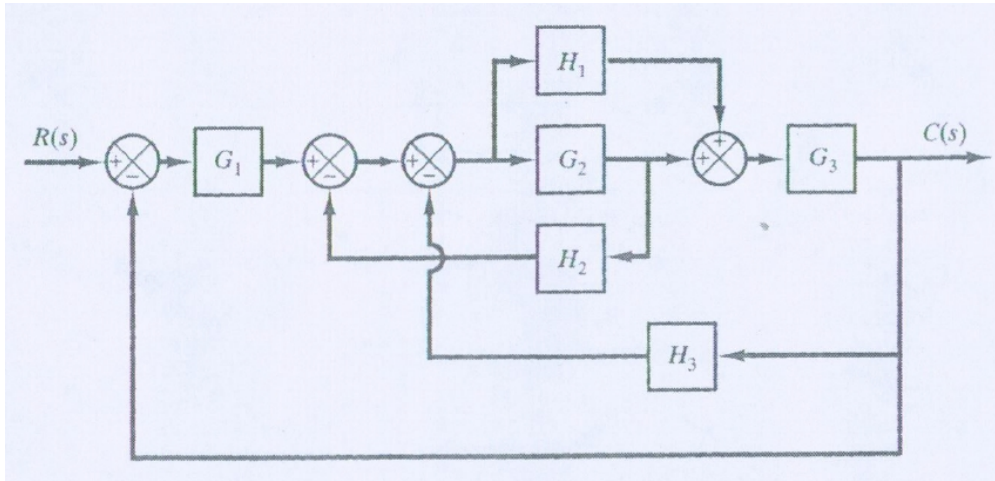 H₁
R(s)
G₁
G₂
G₃
C(s)
H₂
H₃
+
−
+
−
+
−
+
+